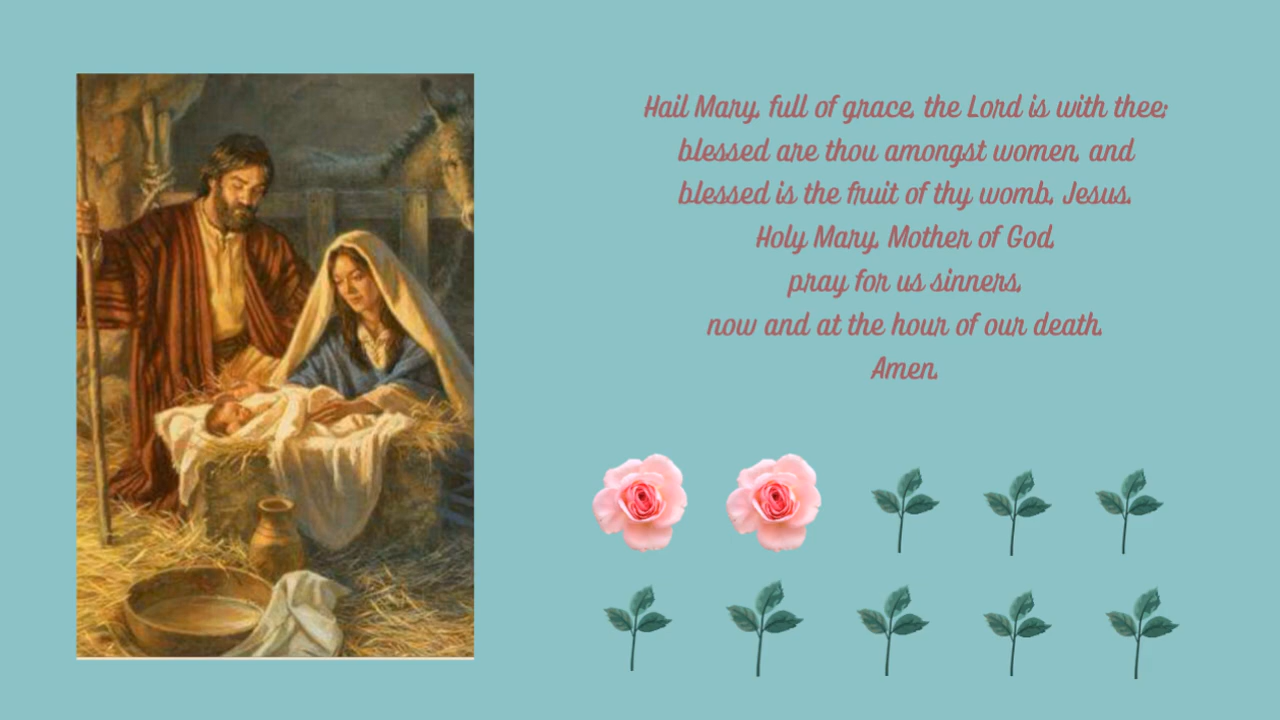 Hail Mary, full of grace, the Lord is with thee;
blessed are thou amongst women, and
blessed is the fruit of thy womb, Jesus.
Holy Mary, Mother of God,
pray for us sinners,
now and at the hour of our death.
Amen.